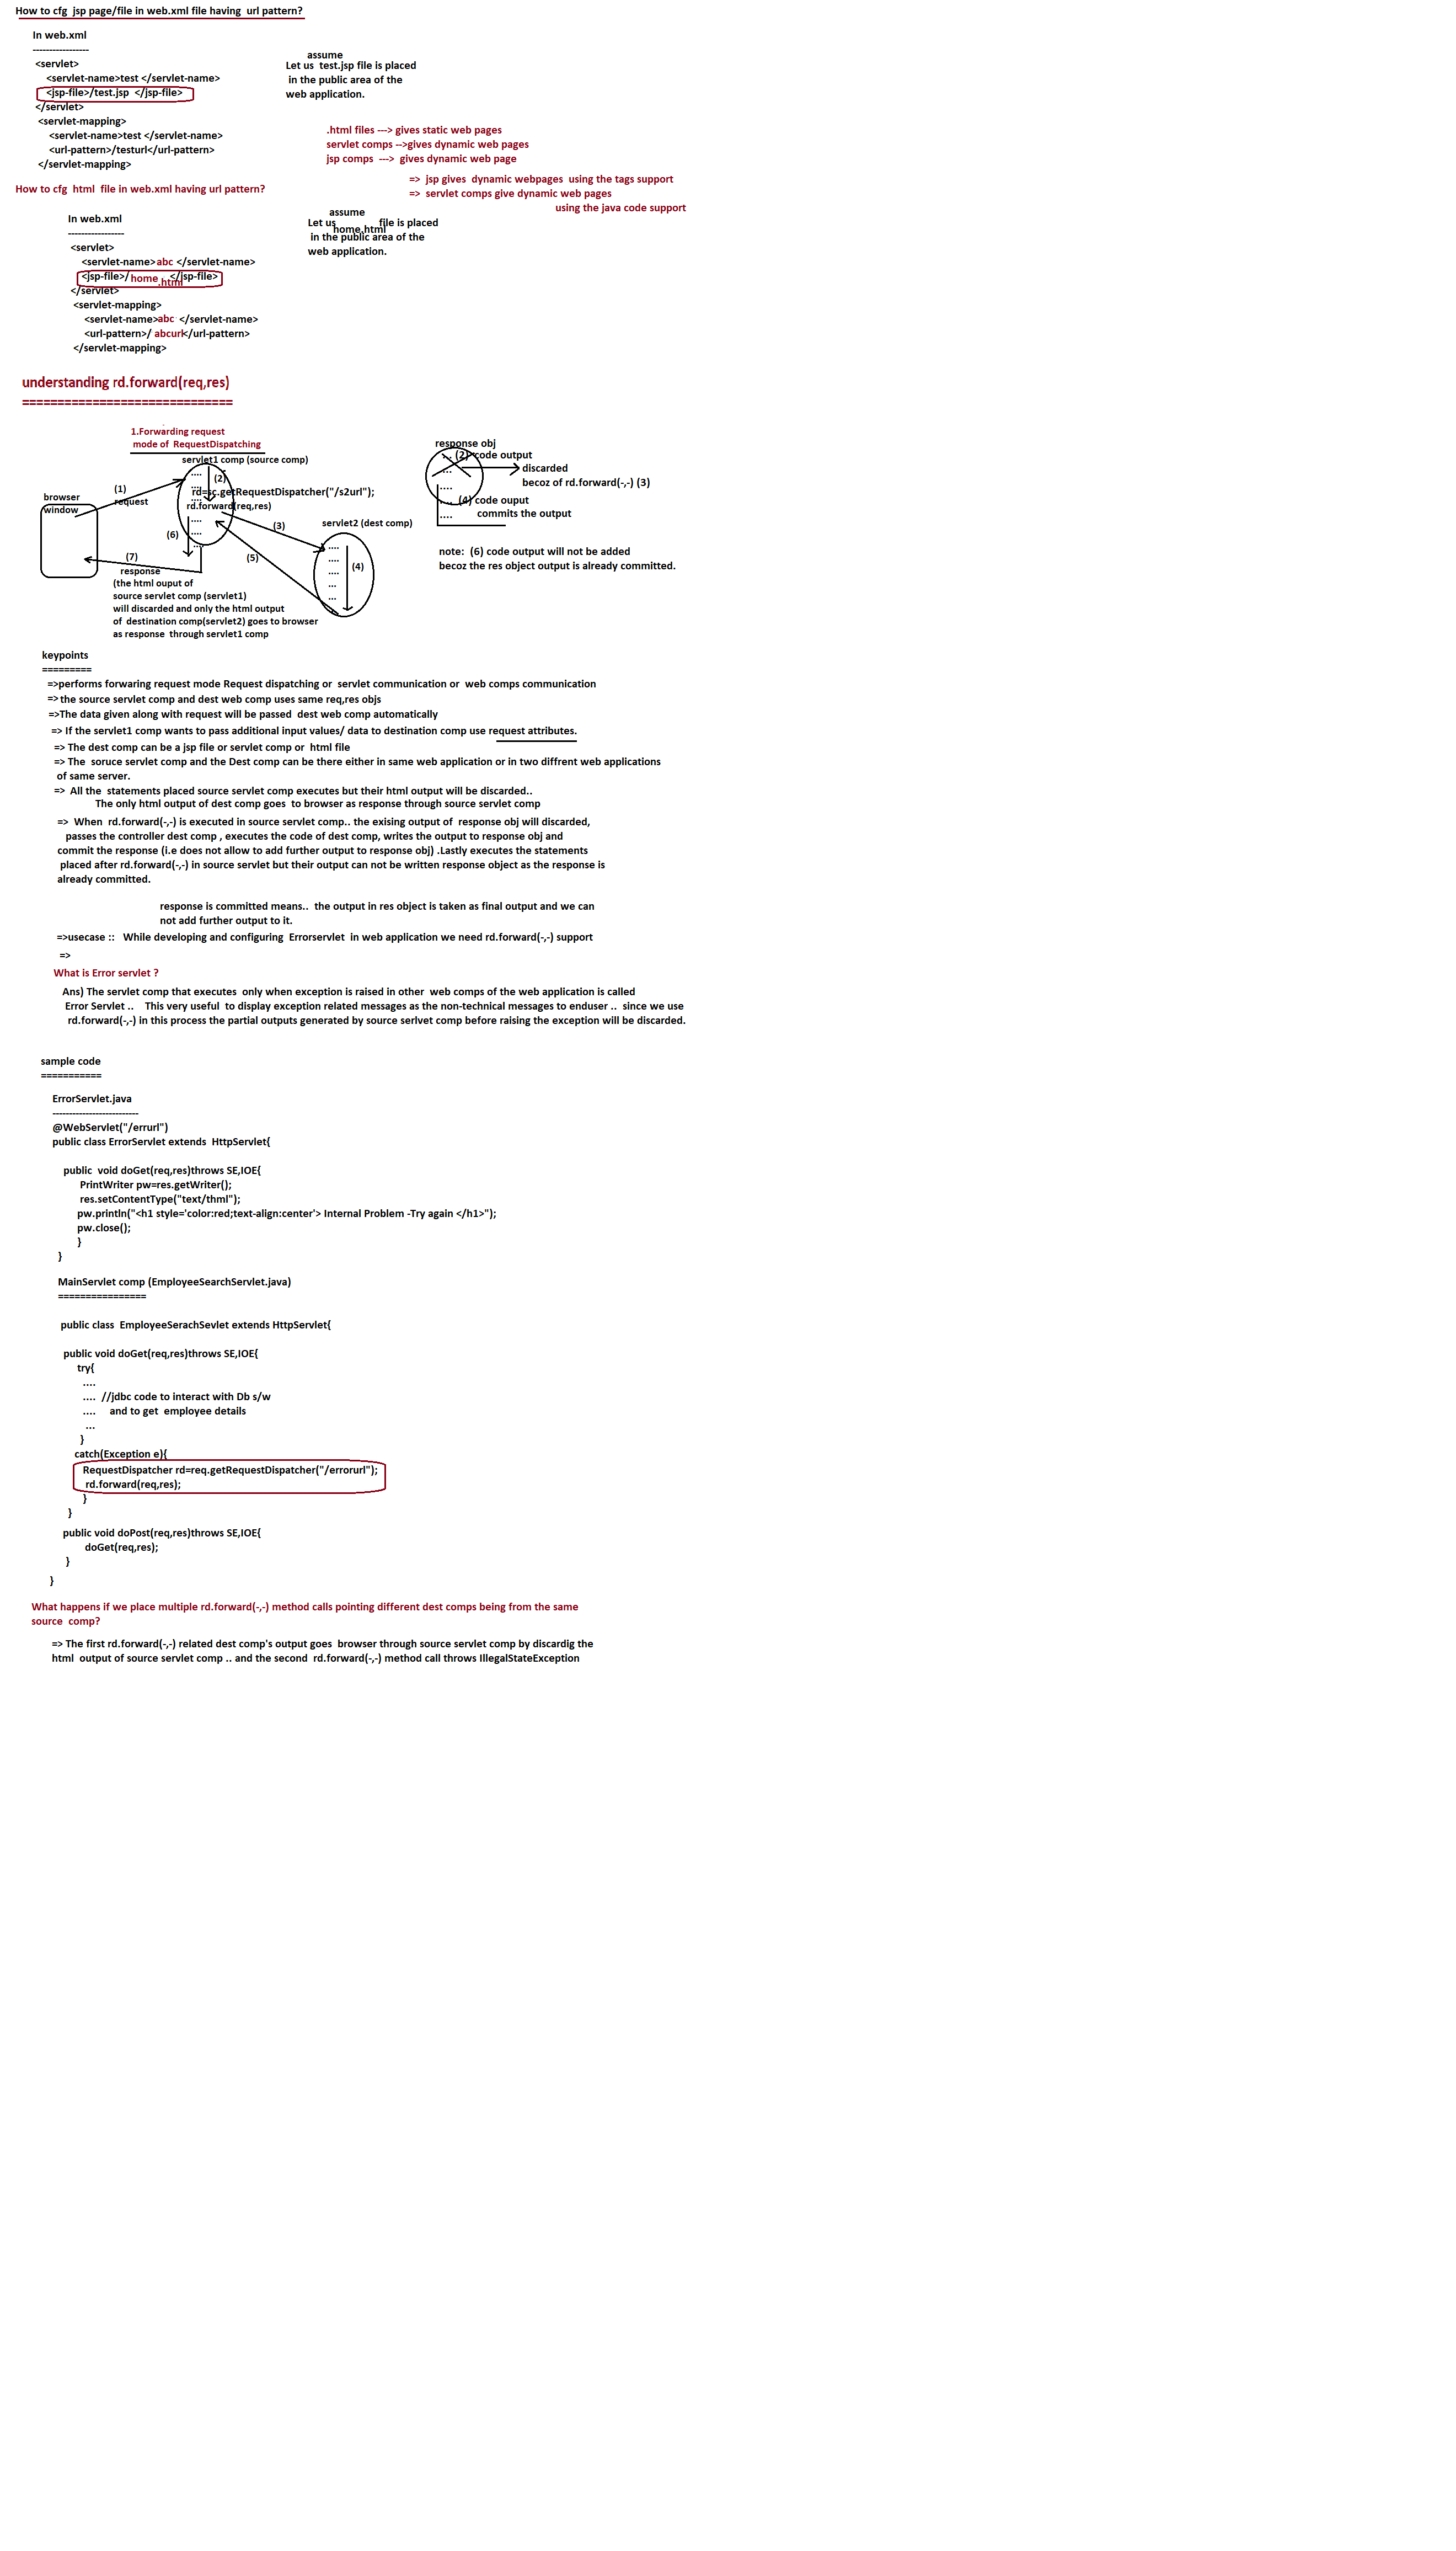 How to cfg  jsp page/file in web.xml file having  url pattern?
In web.xml
-----------------
<servlet>
<servlet-name>test </servlet-name>
<jsp-file>/test.jsp  </jsp-file>
</servlet>
<servlet-mapping>
<servlet-name>test </servlet-name>
<url-pattern>/testurl</url-pattern>
</servlet-mapping>
assume
Let us  test.jsp file is placed
in the public area of the
web application.
.html files ---> gives static web pages
servlet comps -->gives dynamic web pages
jsp comps  --->  gives dynamic web page
=>  jsp gives  dynamic webpages  using the tags support
=>  servlet comps give dynamic web pages
using the java code support
How to cfg  html  file in web.xml having url pattern?
In web.xml
-----------------
<servlet>
<servlet-name>abc </servlet-name>
<jsp-file>/ home .html </jsp-file>
</servlet>
<servlet-mapping>
<servlet-name>abc  </servlet-name>
<url-pattern>/ abcurl</url-pattern>
</servlet-mapping>
assume
Let us home.html file is placed
in the public area of the
web application.
understanding rd.forward(req,res)
==============================
1.Forwarding request
mode of  RequestDispatching
servlet1 comp (source comp)
....
(2)
...
rd=sc.getRequestDispatcher("/s2url");
rd.forward(req,res)
....
....
....
browser
window
(1)
request
(6)
(3)
(5)
(7)
response
(the html ouput of
source servlet comp (servlet1)
will discarded and only the html output
of  destination comp(servlet2) goes to browser
as response  through servlet1 comp
servlet2 (dest comp)
....
....
....
...
...
(4)
response obj
... (2)  code output
...
....
.... (4) code ouput
commits the output
....
discarded
becoz of rd.forward(-,-) (3)
note:  (6) code output will not be added
becoz the res object output is already committed.
keypoints
=========
=>performs forwaring request mode Request dispatching or  servlet communication or  web comps communication
=> the source servlet comp and dest web comp uses same req,res objs
=>The data given along with request will be passed  dest web comp automatically
=> If the servlet1 comp wants to pass additional input values/ data to destination comp use request attributes.
=> The dest comp can be a jsp file or servlet comp or  html file
=> The  soruce servlet comp and the Dest comp can be there either in same web application or in two diffrent web applications
of same server.
=>  All the  statements placed source servlet comp executes but their html output will be discarded..
The only html output of dest comp goes  to browser as response through source servlet comp
=>  When  rd.forward(-,-) is executed in source servlet comp.. the exising output of  response obj will discarded,
passes the controller dest comp , executes the code of dest comp, writes the output to response obj and
commit the response (i.e does not allow to add further output to response obj) .Lastly executes the statements
placed after rd.forward(-,-) in source servlet but their output can not be written response object as the response is
already committed.
response is committed means..  the output in res object is taken as final output and we can
not add further output to it.
=>usecase ::   While developing and configuring  Errorservlet  in web application we need rd.forward(-,-) support
=>
What is Error servlet ?
Ans) The servlet comp that executes  only when exception is raised in other  web comps of the web application is called
Error Servlet ..    This very useful  to display exception related messages as the non-technical messages to enduser ..  since we use
rd.forward(-,-) in this process the partial outputs generated by source serlvet comp before raising the exception will be discarded.
sample code
===========
ErrorServlet.java
--------------------------
@WebServlet("/errurl")
public class ErrorServlet extends  HttpServlet{
public  void doGet(req,res)throws SE,IOE{
PrintWriter pw=res.getWriter();
res.setContentType("text/thml");
pw.println("<h1 style='color:red;text-align:center'> Internal Problem -Try again </h1>");
pw.close();
}
}
MainServlet comp (EmployeeSearchServlet.java)
================
public class  EmployeeSerachSevlet extends HttpServlet{
public void doGet(req,res)throws SE,IOE{
try{
....
....  //jdbc code to interact with Db s/w
....     and to get  employee details
...
}
catch(Exception e){
RequestDispatcher rd=req.getRequestDispatcher("/errorurl");
rd.forward(req,res);
}
}
public void doPost(req,res)throws SE,IOE{
doGet(req,res);
}
}
What happens if we place multiple rd.forward(-,-) method calls pointing different dest comps being from the same
source  comp?
=> The first rd.forward(-,-) related dest comp's output goes  browser through source servlet comp by discardig the
html  output of source servlet comp .. and the second  rd.forward(-,-) method call throws IllegalStateException